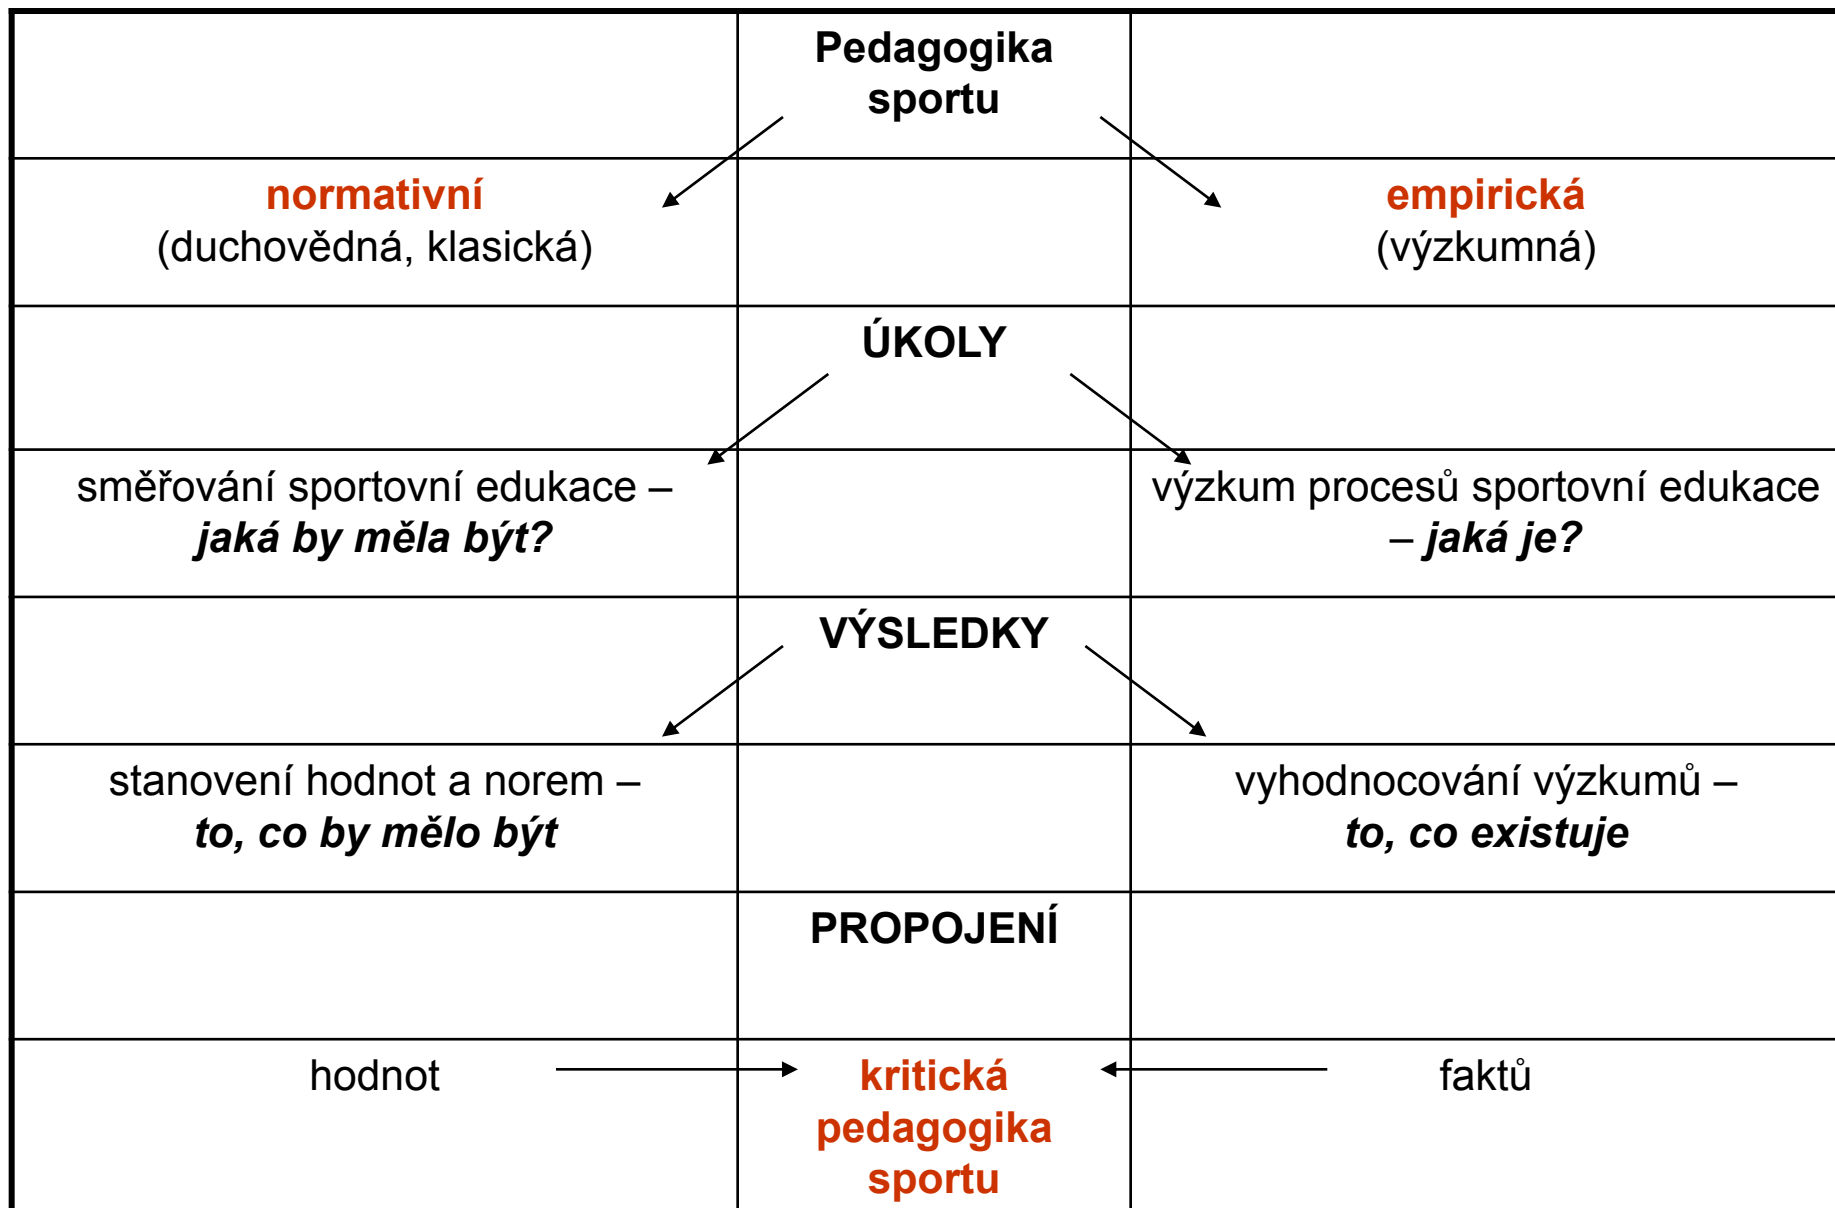 Pedagogika
sportu
normativní
(duchovědná, klasická)
empirická
(výzkumná)
ÚKOLY
směřování sportovní edukace –
jaká by měla být?
výzkum procesů sportovní edukace
– jaká je?
VÝSLEDKY
stanovení hodnot a norem –
to, co by mělo být
vyhodnocování výzkumů –
to, co existuje
PROPOJENÍ
hodnot
kritická
pedagogika
sportu
faktů